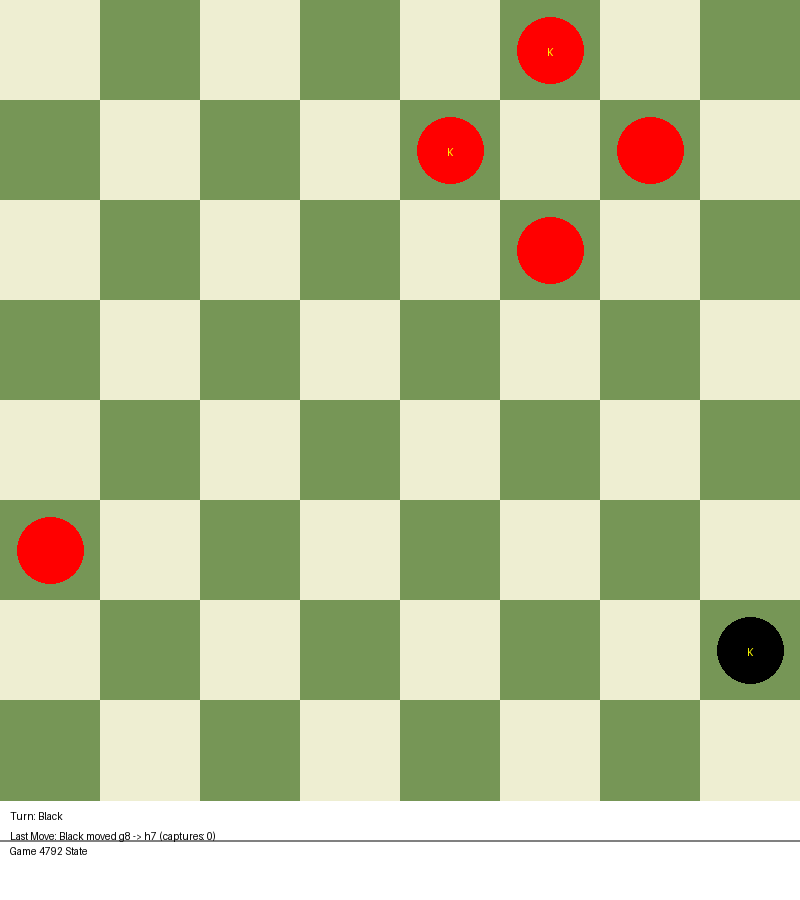 K
K
K
Turn: Black
Last Move: Black moved g8 -> h7 (captures: 0)
Game 4792 State